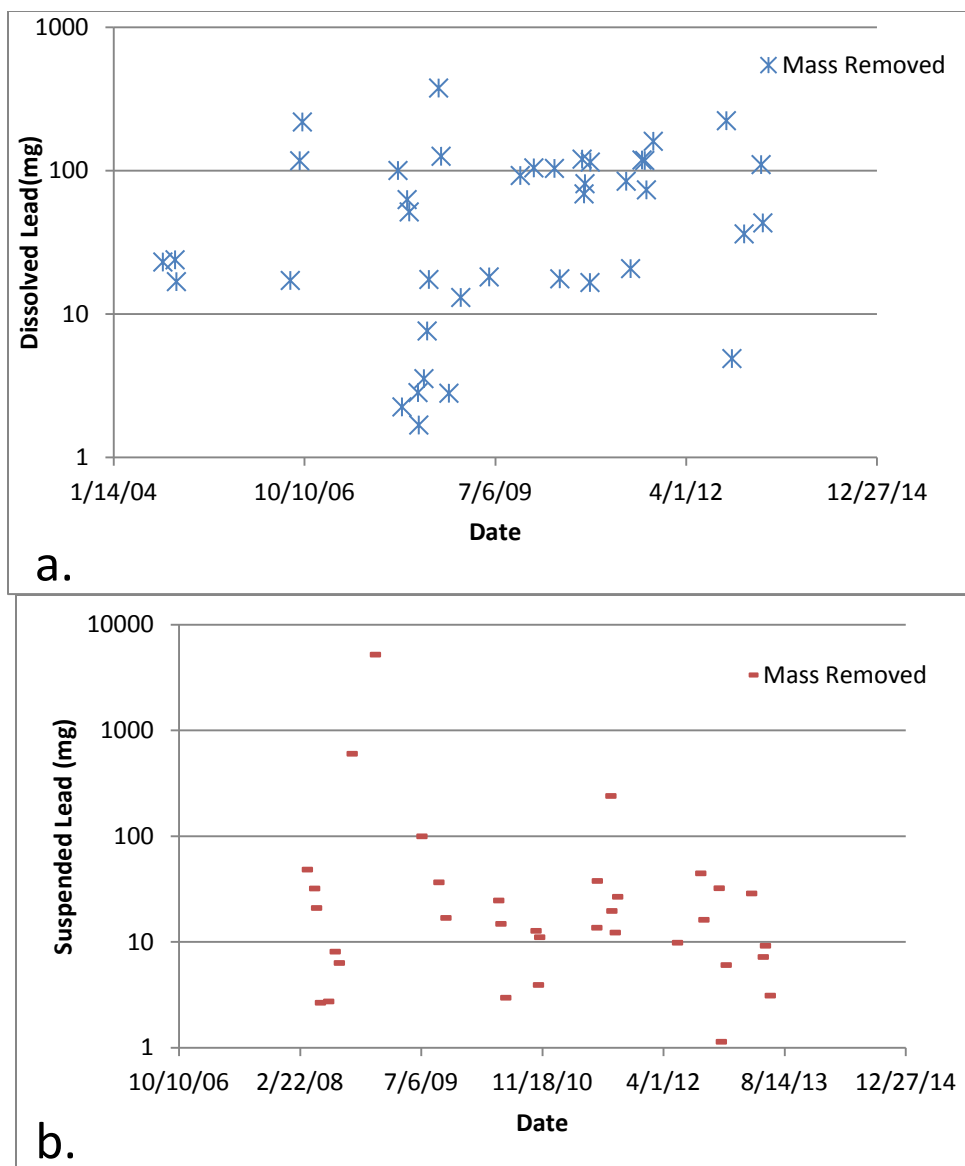 1000
Mass Removed
100
10
1
Dissolved Lead(mg)
1/14/04 10/10/06 7/6/09 4/1/12 12/27/14
Date
a.
10000
Mass Removed
1000
100
10
1
Suspended Lead (mg)
10/10/06 2/22/08 7/6/09 11/18/10 4/1/12 8/14/13 12/27/14
Date
b.